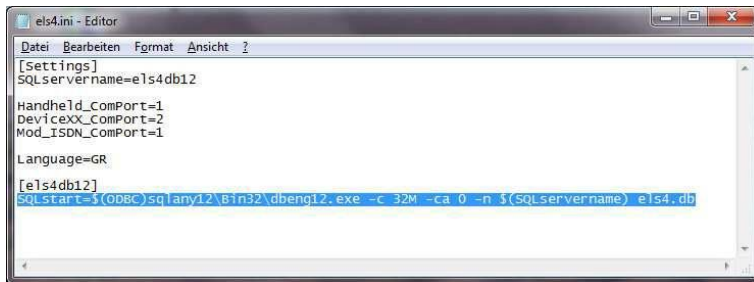 els4.ini - Editor
Datei Bearbeiten Format Ansicht ?
[Settings]
SQLservername=els4db12
Handheld_ComPort=1
DeviceXX_ComPort=2
Mod_ISDN_ComPort=1
Language=GR
[els4db12]
SQLstart=$(ODBC)sqlany12\Bin32\dbeng12.exe -c 32M -ca 0 -n $(SQLservername) els4.db